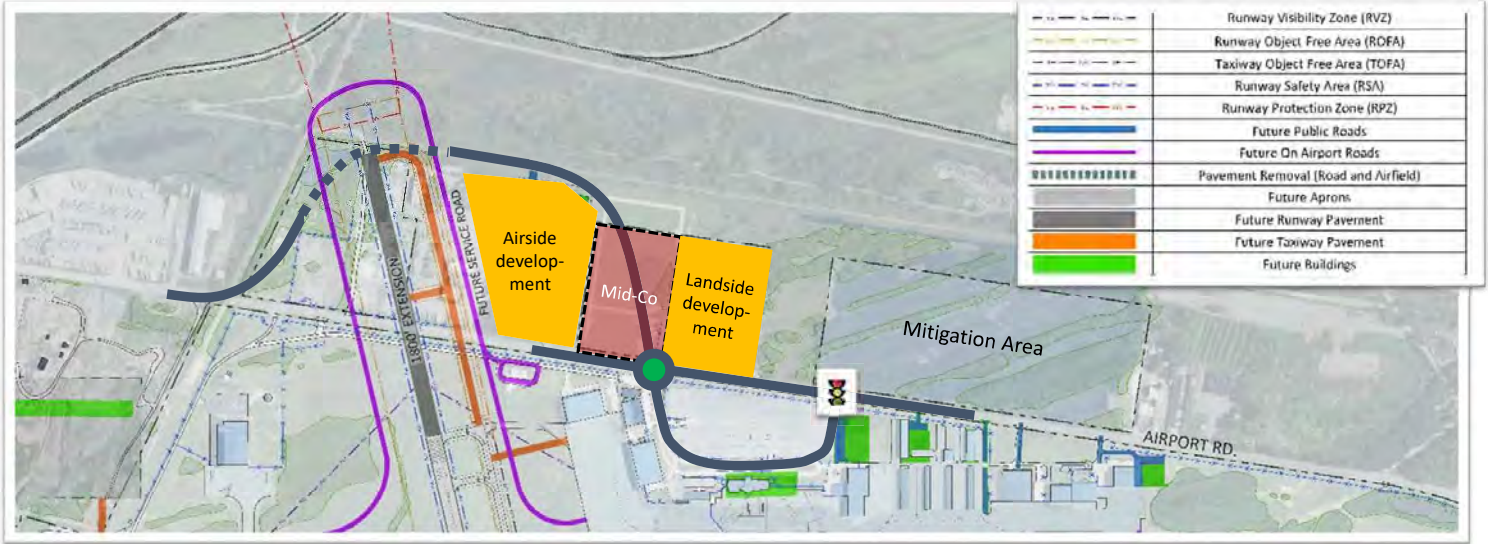 Runway Visibility Zone (RVZ)
Runway Object Free Area (ROFA)
Taxiway Object Free Area (TOFA)
Runway Safety Area (RSA)
Runway Protection Zone (RPZ)
Future Public Roads
Future On Airport Roads
Pavement Removal (Road and Airfield)
Future Aprons
Future Runway Pavement
Future Taxiway Pavement
Future Buildings
FUTURE SERVICE ROAD
Airside
develop-
ment
Mid-Co
Landside
develop-
ment
Mitigation Area
EXTENSION
AIRPORT RD.